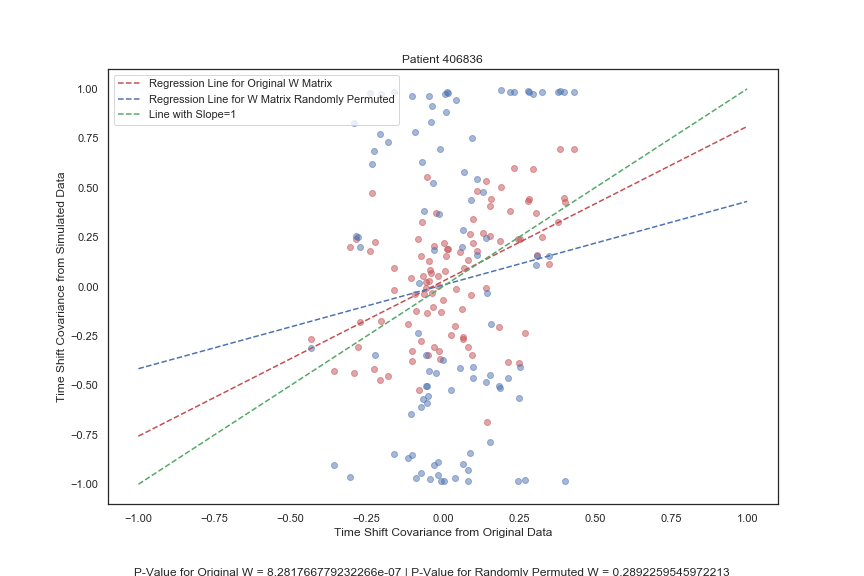 Patient 406836
Regression Line for Original W Matrix
Regression Line for W Matrix Randomly Permuted
Line with Slope=1
1.00
0.75
0.50
0.25
0.00
−0.25
−0.50
−0.75
−1.00
Time Shift Covariance from Simulated Data
−1.00 −0.75 −0.50 −0.25 0.00 0.25 0.50 0.75 1.00
Time Shift Covariance from Original Data
P-Value for Original W = 8.281766779232266e-07 | P-Value for Randomly Permuted W = 0.2892259545972213